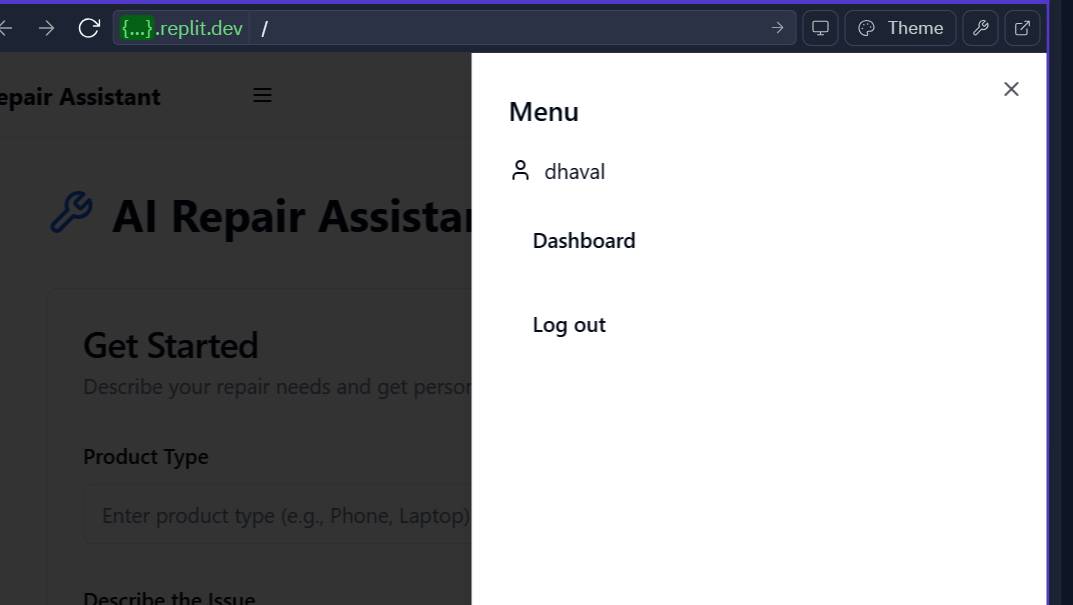 {...}.replit.dev /
Theme
epair Assistant
Menu
dhaval
AI Repair Assistan
Dashboard
Log out
Get Started
Describe your repair needs and get person
Product Type
Enter product type (e.g., Phone, Laptop)
Describe the Issue